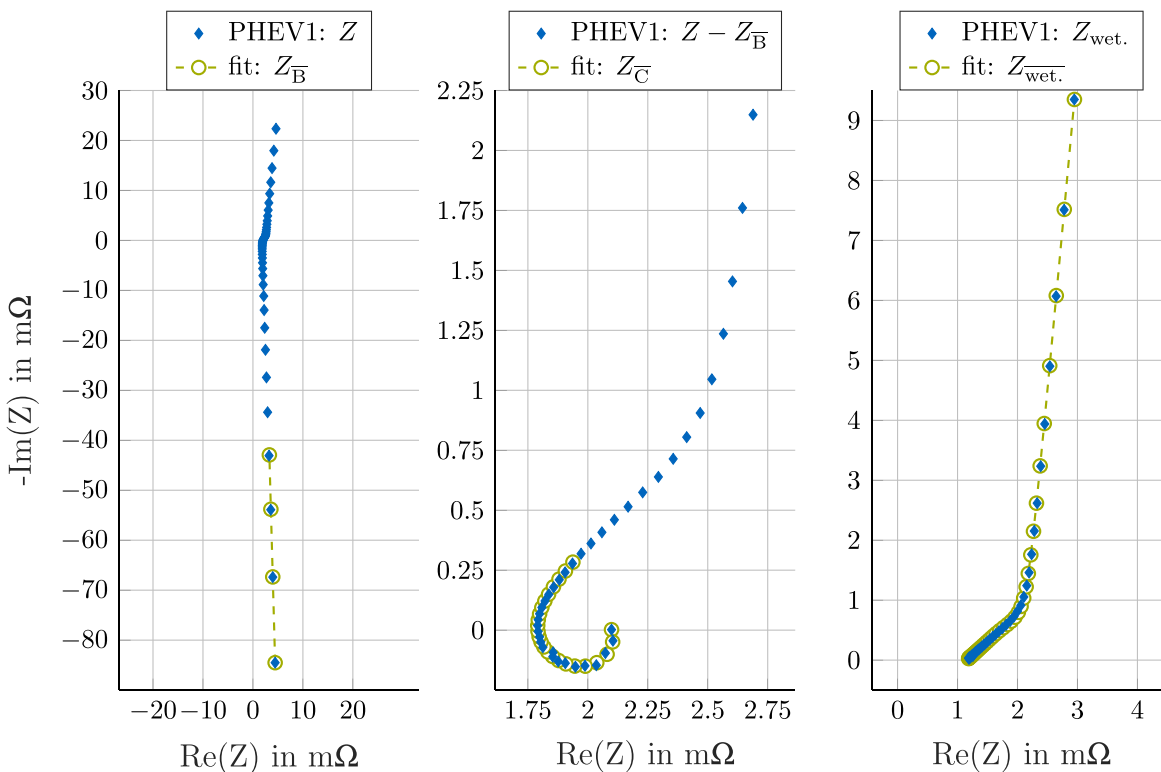 PHEV1: Z
fit: Z_B̅
PHEV1: Z − Z_B̅
fit: Z_C̅
PHEV1: Z_wet.
fit: Z_w̅e̅t̅.̅
-Im(Z) in mΩ
30
20
10
0
−10
−20
−30
−40
−50
−60
−70
−80
−20 −10 0 10 20
Re(Z) in mΩ
2.25
2
1.75
1.5
1.25
1
0.75
0.5
0.25
0
1.75 2 2.25 2.5 2.75
Re(Z) in mΩ
9
8
7
6
5
4
3
2
1
0
0 1 2 3 4
Re(Z) in mΩ